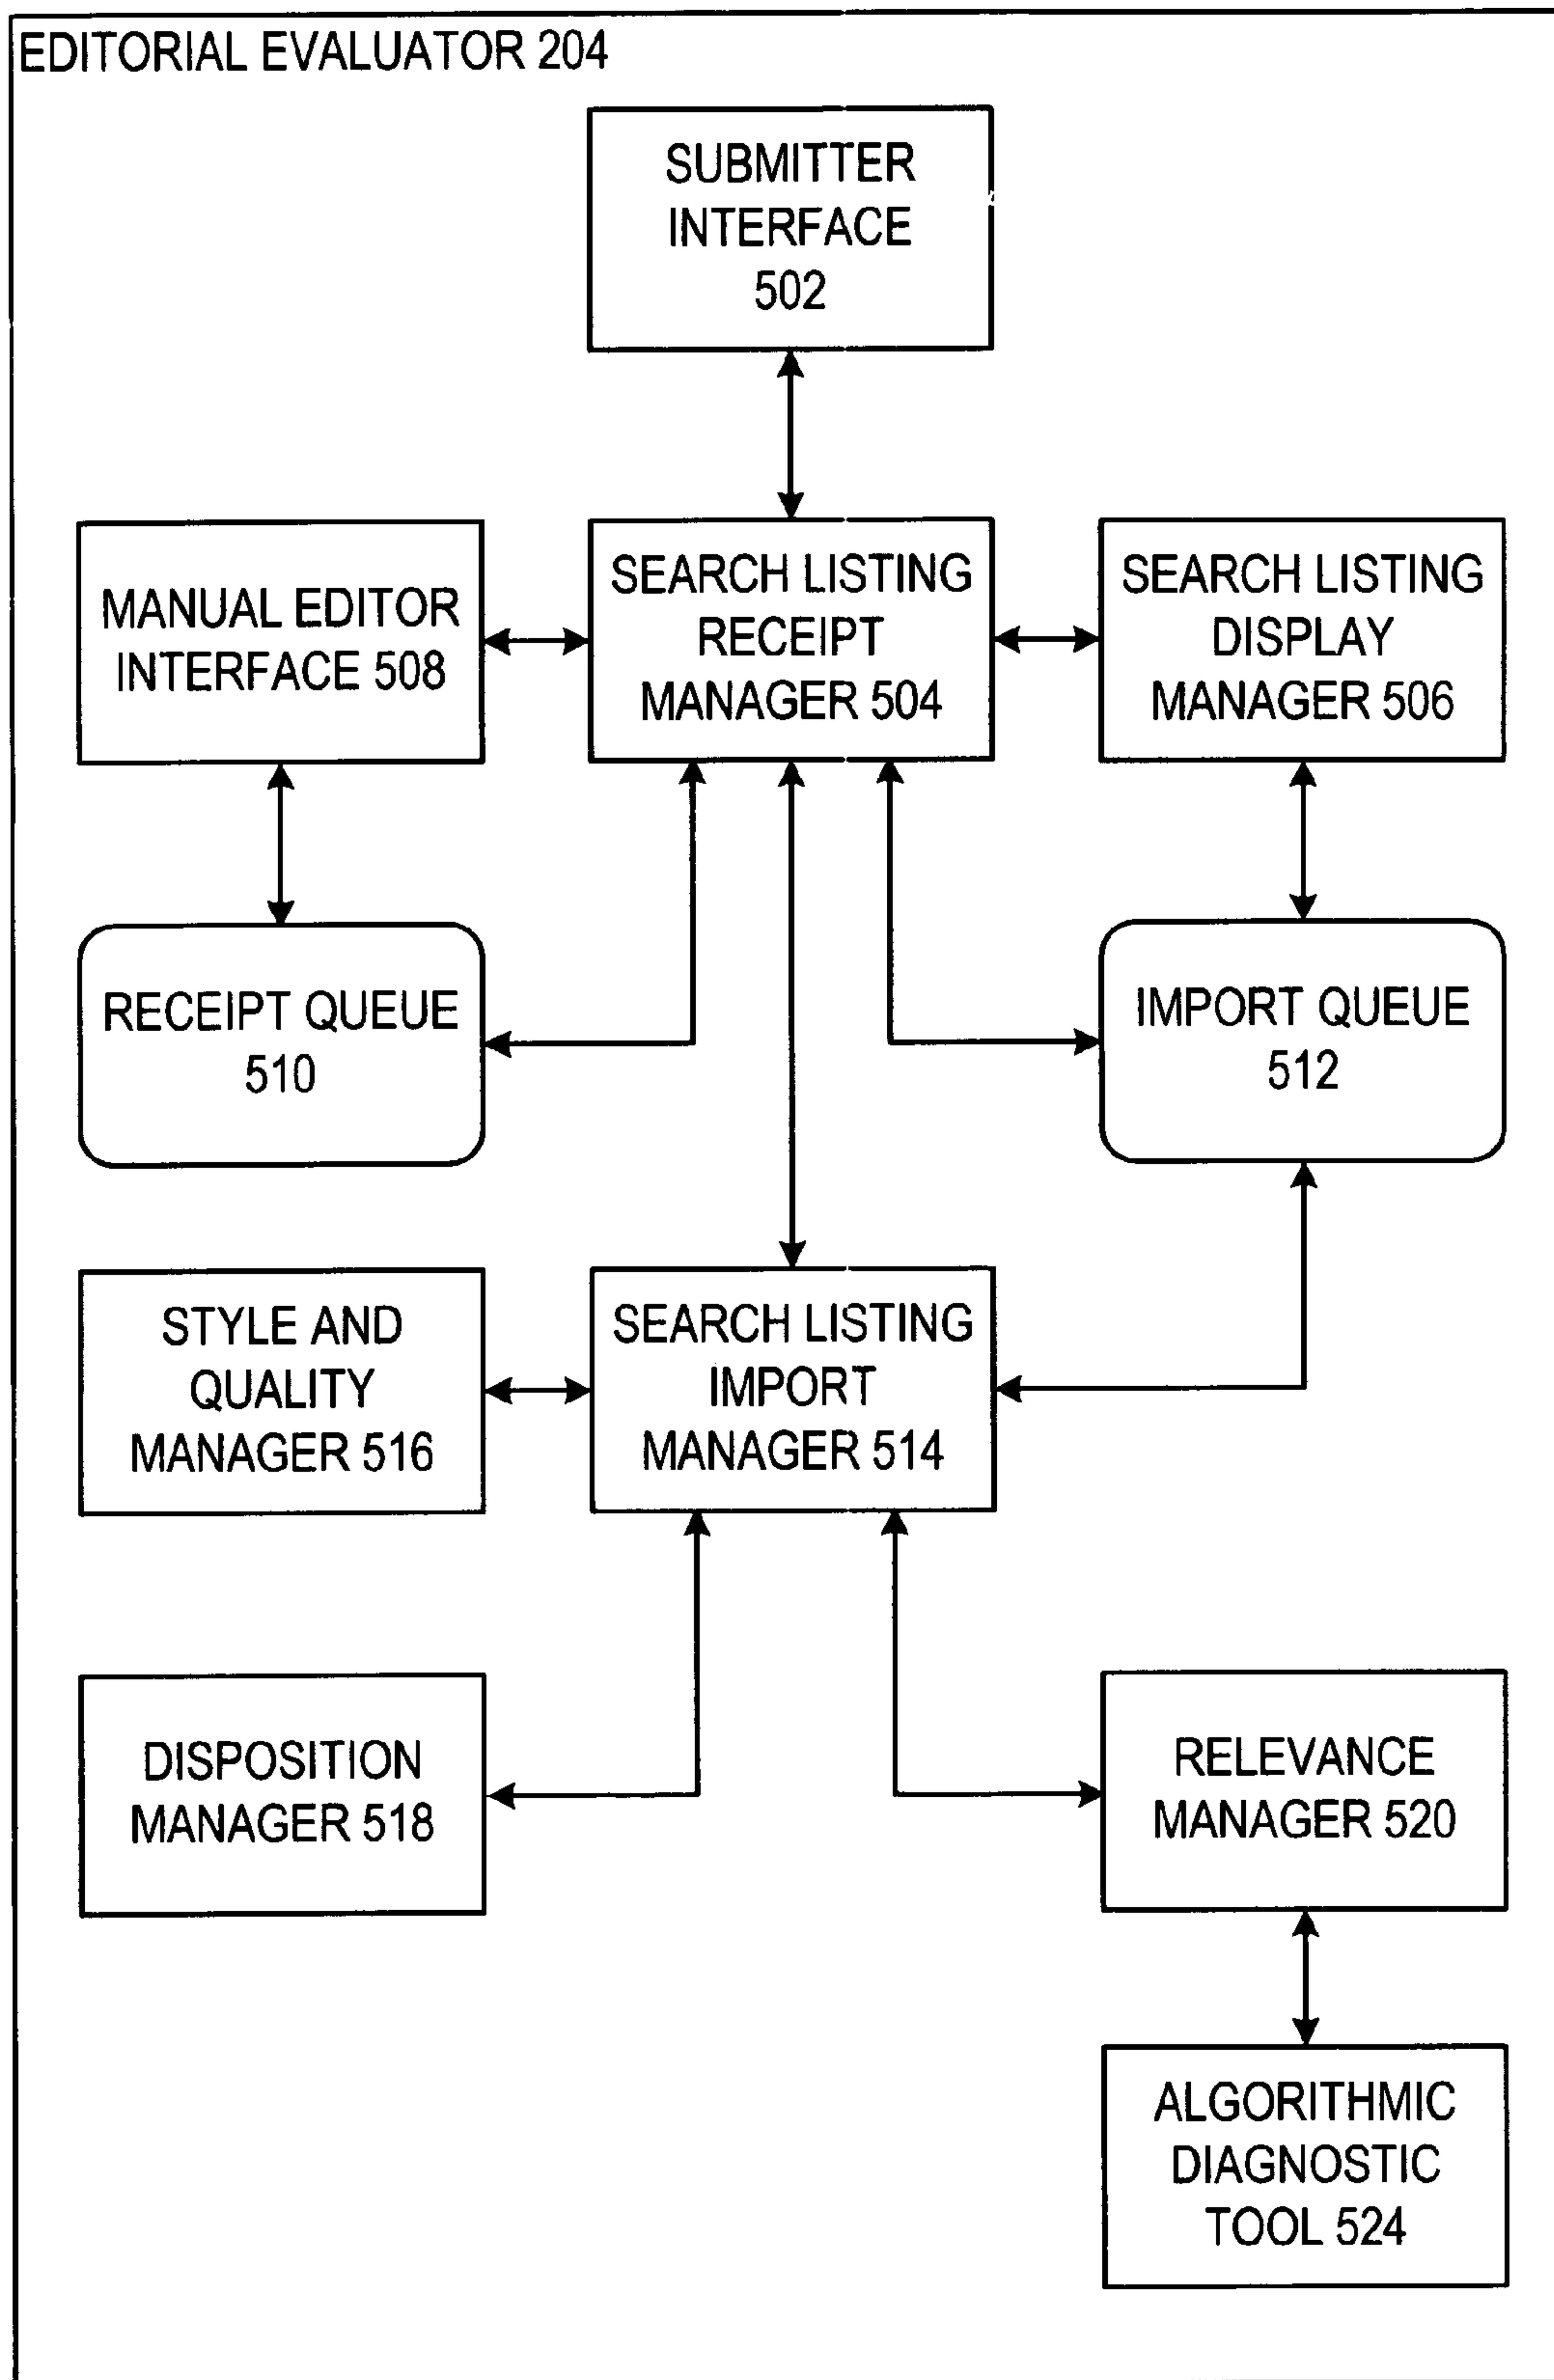 EDITORIAL EVALUATOR 204
SUBMITTER
INTERFACE
502
MANUAL EDITOR
INTERFACE 508
SEARCH LISTING
RECEIPT
MANAGER 504
SEARCH LISTING
DISPLAY
MANAGER 506
RECEIPT QUEUE
510
IMPORT QUEUE
512
STYLE AND
QUALITY
MANAGER 516
SEARCH LISTING
IMPORT
MANAGER 514
DISPOSITION
MANAGER 518
RELEVANCE
MANAGER 520
ALGORITHMIC
DIAGNOSTIC
TOOL 524